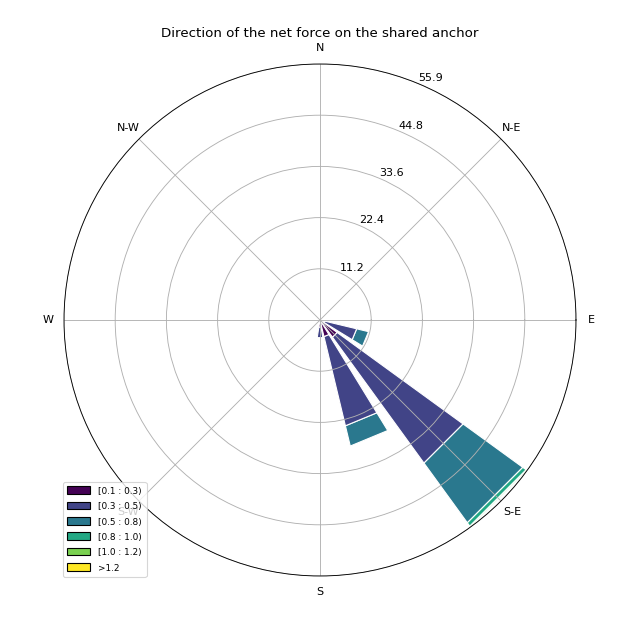 Direction of the net force on the shared anchor
N
55.9
N-W
44.8
N-E
33.6
22.4
11.2
W
E
[0.1 : 0.3)
[0.3 : 0.5)
[0.5 : 0.8)
[0.8 : 1.0)
[1.0 : 1.2)
>1.2
S-W
S-E
S